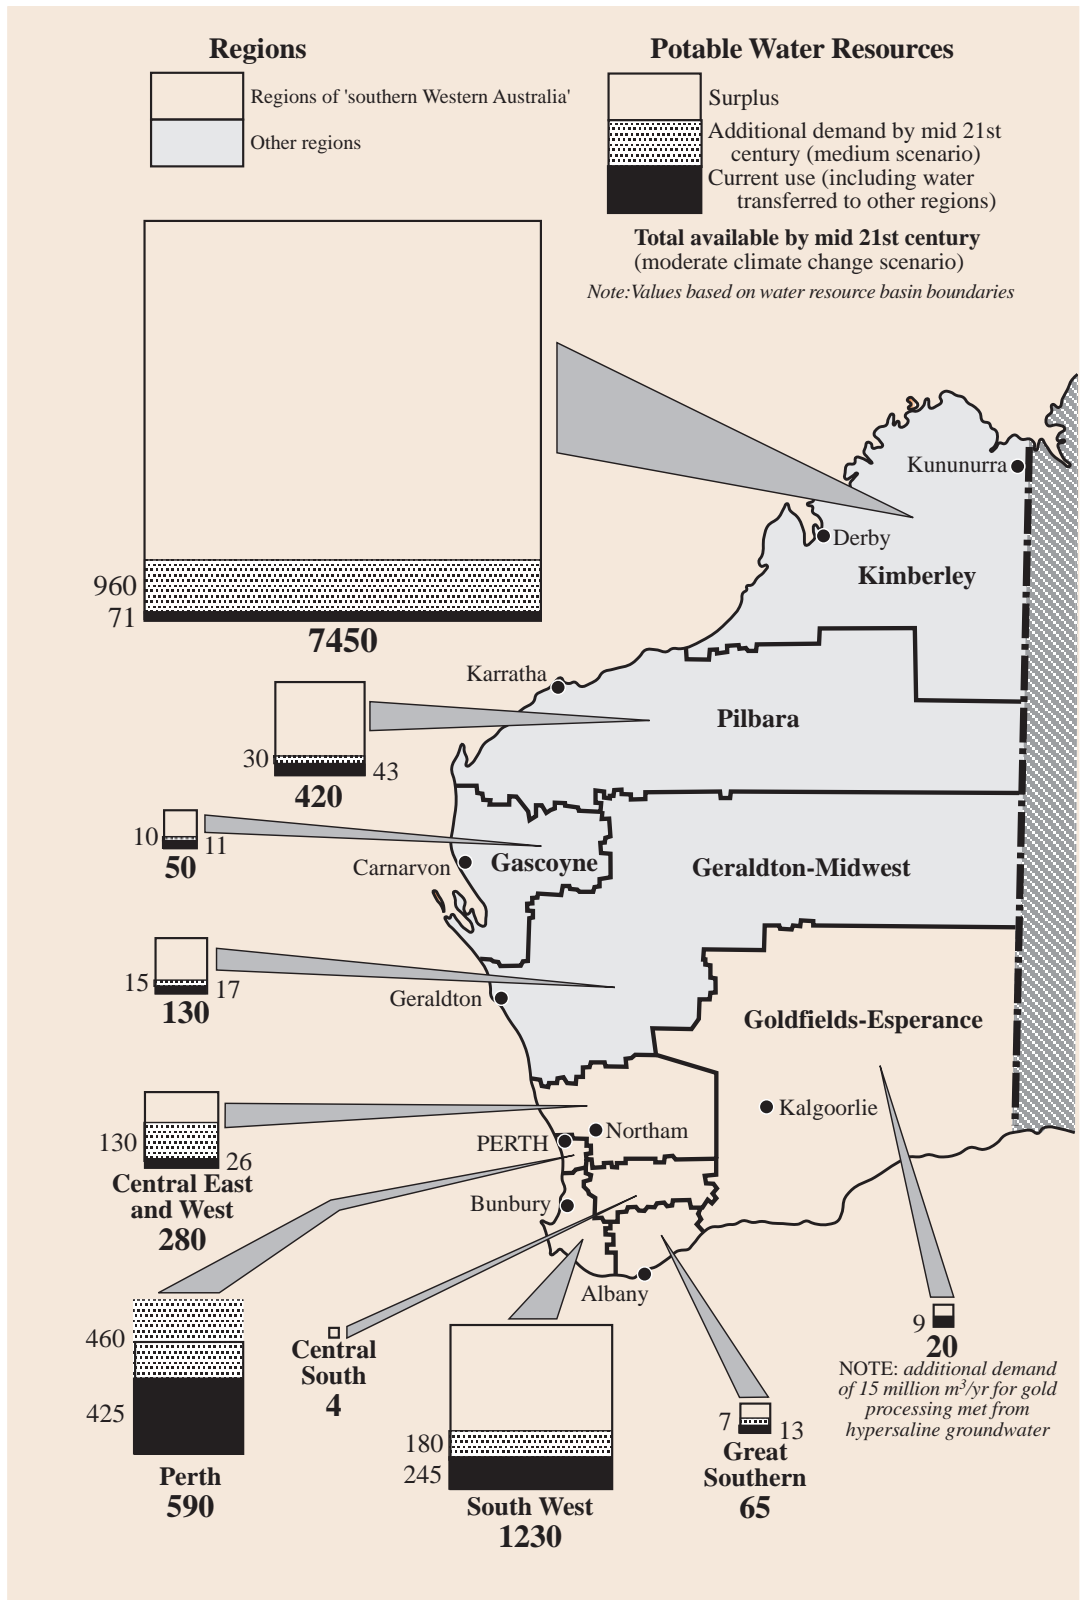 Regions
Regions of 'southern Western Australia'
Other regions
Potable Water Resources
Surplus
Additional demand by mid 21st
century (medium scenario)
Current use (including water
transferred to other regions)
Total available by mid 21st century
(moderate climate change scenario)
Note:Values based on water resource basin boundaries
960
71
7450
Kununurra
Derby
Kimberley
Karratha
Pilbara
30
43
420
10
11
50
Carnarvon
Gascoyne
Geraldton-Midwest
15
17
130
Geraldton
Goldfields-Esperance
Kalgoorlie
130
26
Central East
and West
280
PERTH
Northam
Bunbury
Albany
460
425
Perth
590
Central
South
4
180
245
South West
1230
7
13
Great
Southern
65
9
20
NOTE: additional demand
of 15 million m³/yr for gold
processing met from
hypersaline groundwater